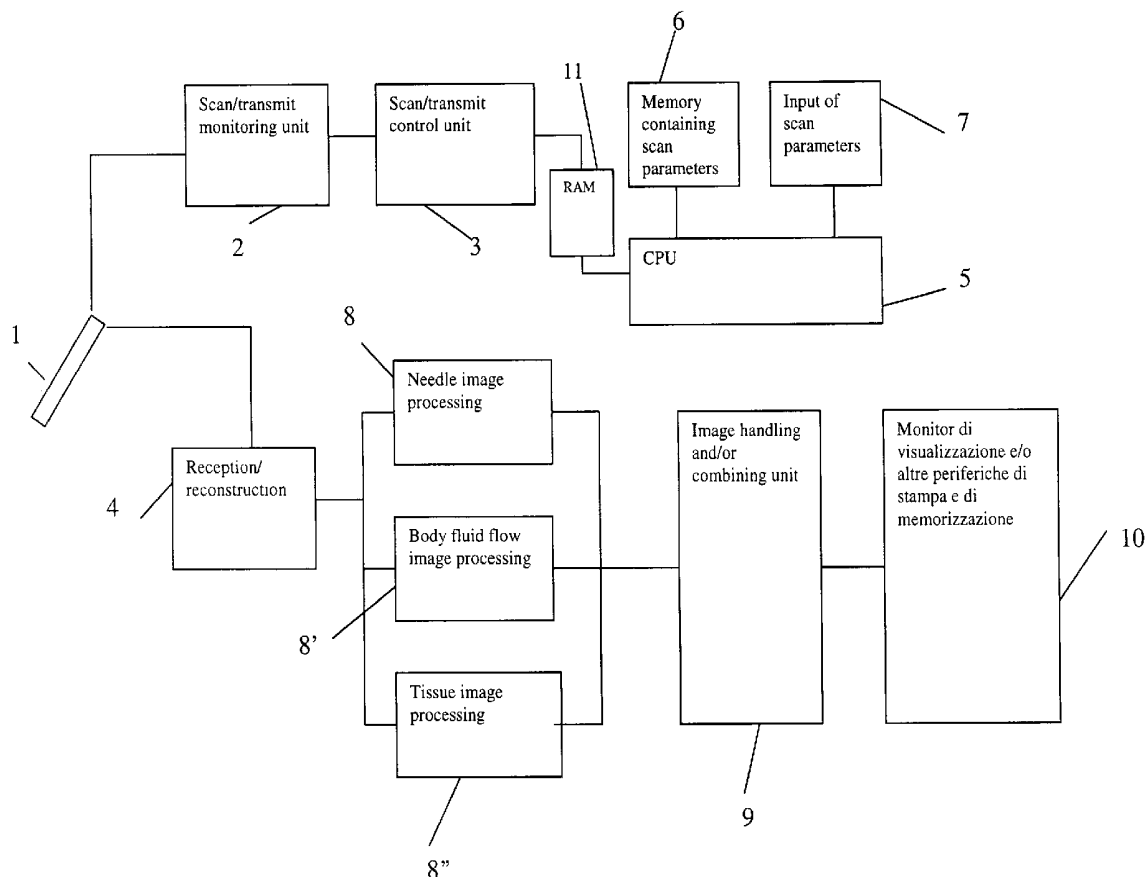 6
11
Scan/transmit
monitoring unit
Scan/transmit
control unit
Memory
containing
scan
parameters
Input of
scan
parameters
7
RAM
2
3
CPU
5
1
8
Needle image
processing
Image handling
and/or
combining unit
Monitor di
visualizzazione e/o
altre periferiche di
stampa e di
memorizzazione
Reception/
reconstruction
4
Body fluid flow
image processing
10
8'
Tissue image
processing
9
8"